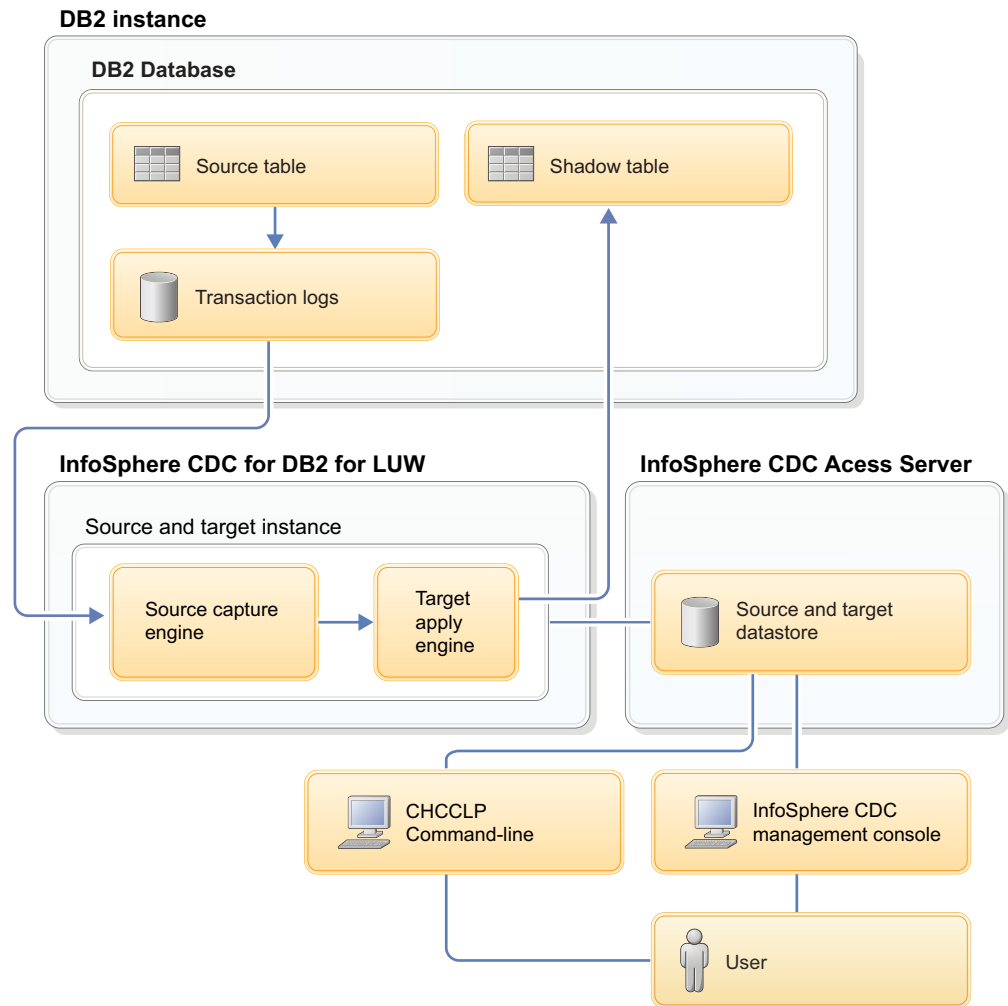 DB2 instance
DB2 Database
Source table
Shadow table
Transaction logs
InfoSphere CDC for DB2 for LUW
InfoSphere CDC Acess Server
Source and target instance
Source capture
engine
Target
apply
engine
Source and target
datastore
CHCCLP
Command-line
InfoSphere CDC
management console
User